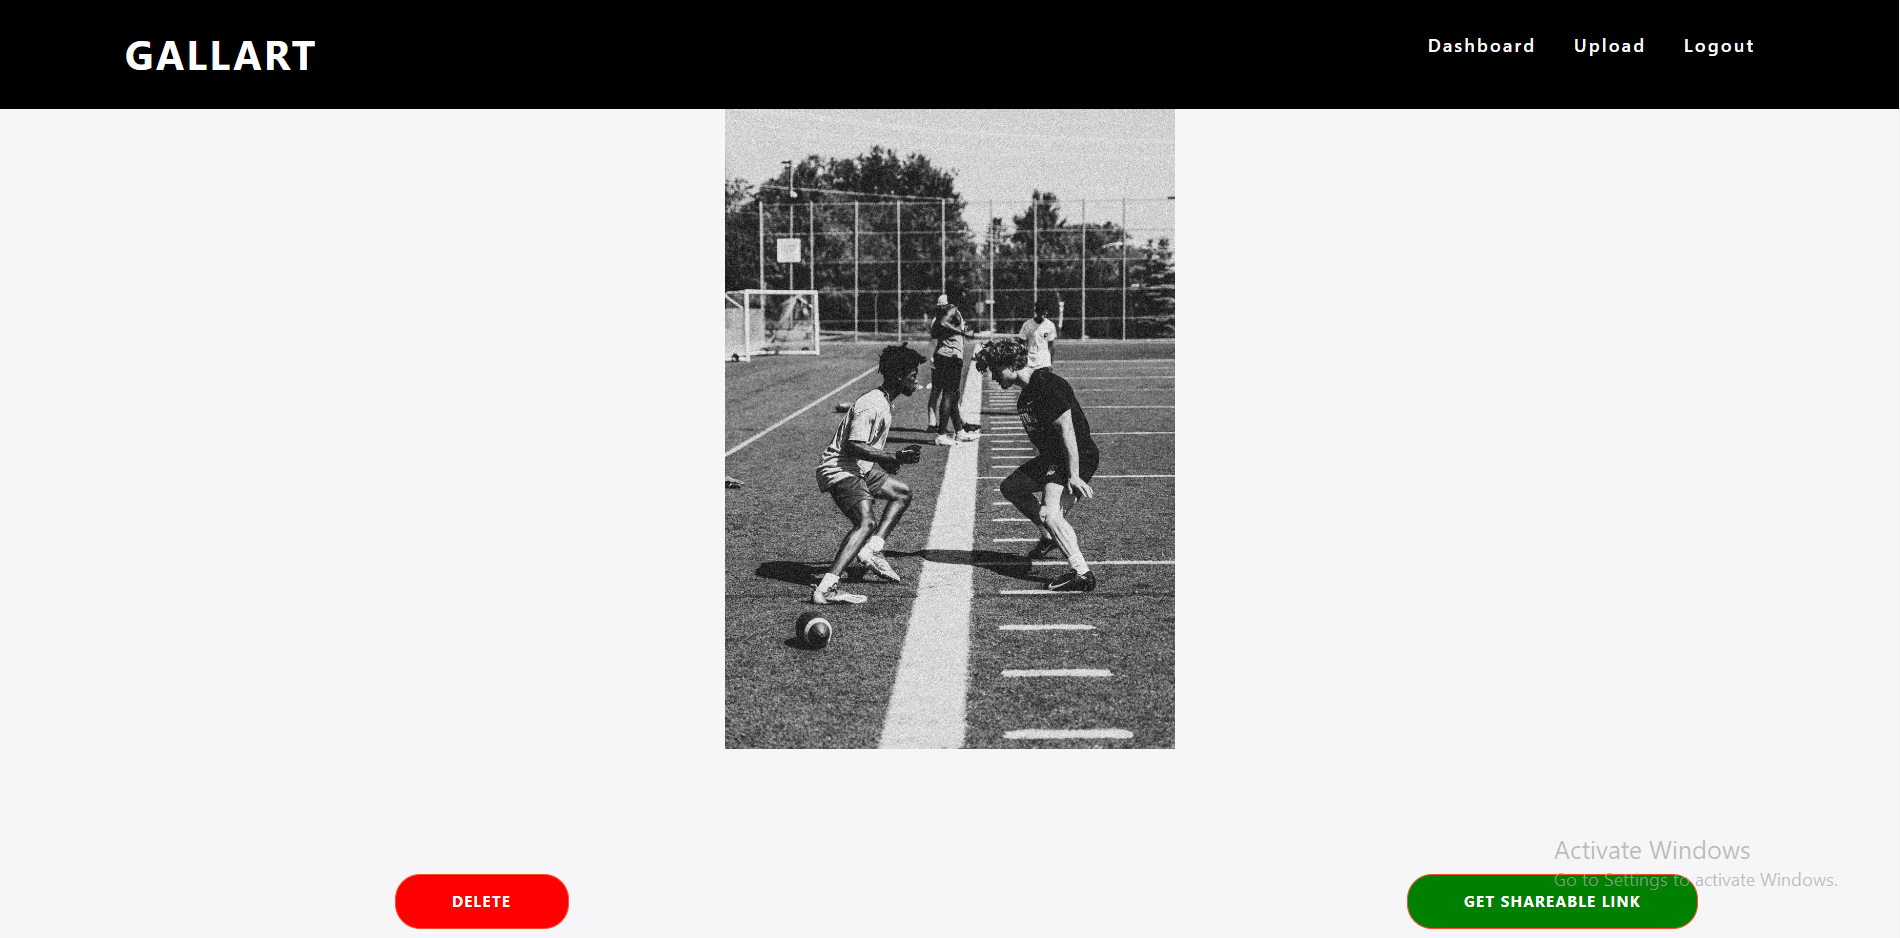 GALLART
Dashboard
Upload
Logout
Activate Windows
Go to Settings to activate Windows.
DELETE
GET SHAREABLE LINK